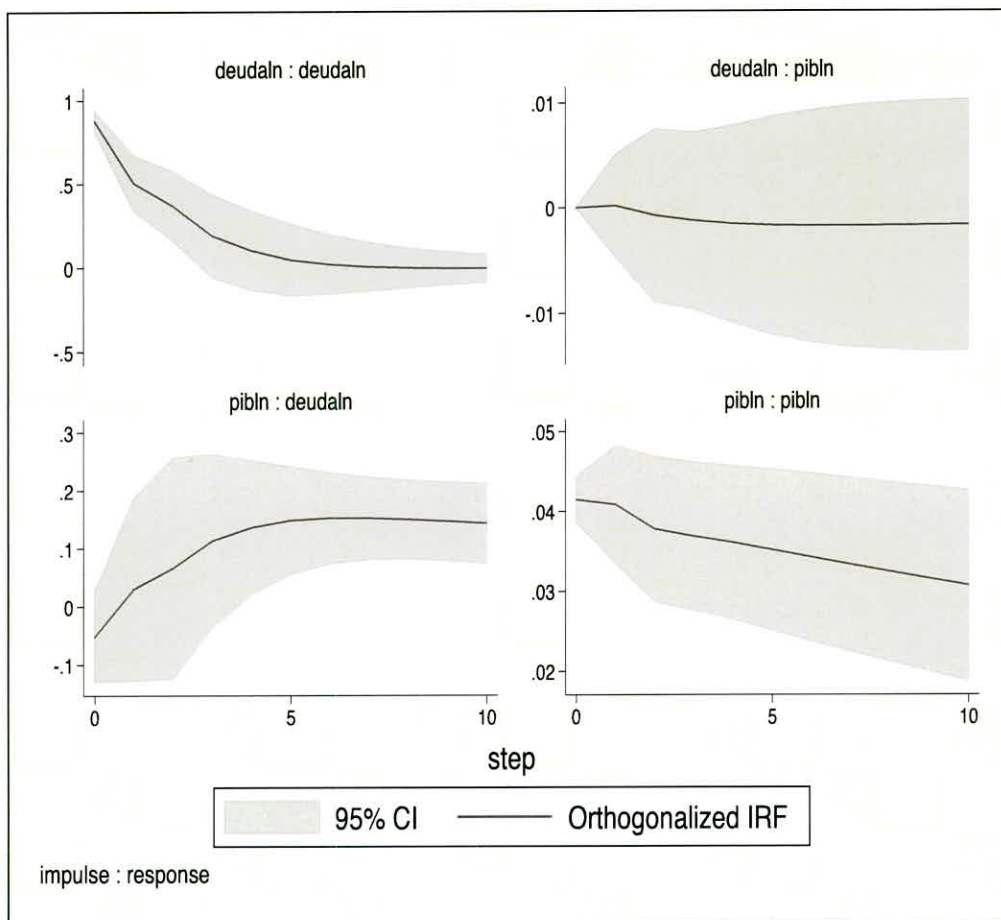 deudaln : deudaln
1
.5
0
-.5
deudaln : pibln
.01
0
-.01
pibln : deudaln
.3
.2
.1
0
-.1
0
5
10
pibln : pibln
.05
.04
.03
.02
0
5
10
step
95% CI
Orthogonalized IRF
impulse : response